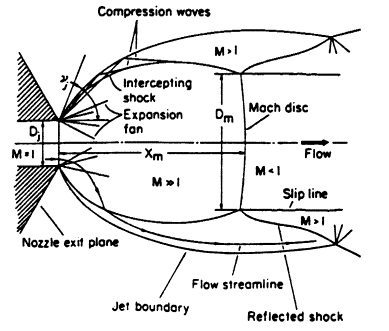 Compression waves
M > 1
νj
Intercepting
shock
Expansion
fan
Mach disc
Dj
Dm
M = 1
Xm
Flow
M ≫ 1
M < 1
Slip line
M > 1
Nozzle exit plane
Flow streamline
Jet boundary
Reflected shock